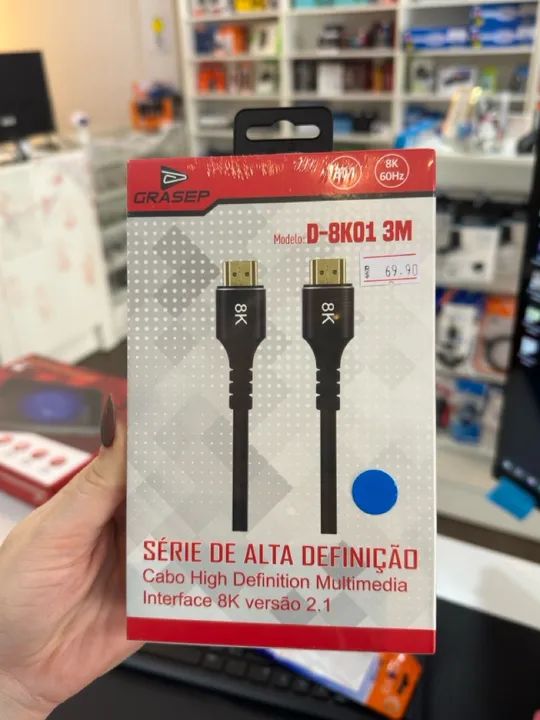 GRASEP
3M
8K
60Hz
Modelo: D-8K01 3M
R$ 69.90
8K
8K
SÉRIE DE ALTA DEFINIÇÃO
Cabo High Definition Multimedia
Interface 8K versão 2.1